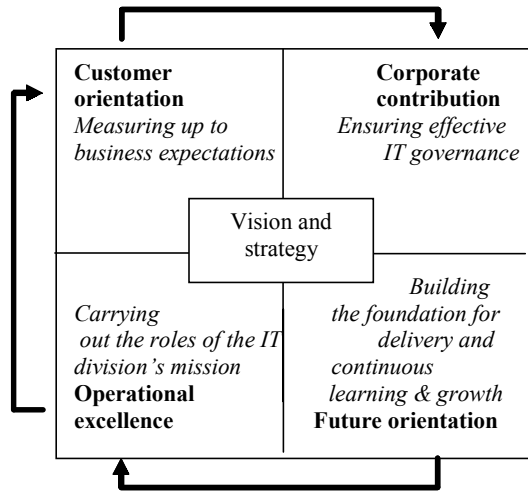 Customer
orientation
Measuring up to
business expectations
Corporate
contribution
Ensuring effective
IT governance
Vision and
strategy
Carrying
out the roles of the IT
division's mission
Operational
excellence
Building
the foundation for
delivery and
continuous
learning & growth
Future orientation